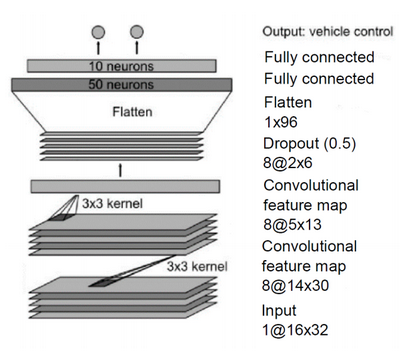 Output: vehicle control
10 neurons
Fully connected
50 neurons
Fully connected
Flatten
Flatten
1x96
Dropout (0.5)
8@2x6
3x3 kernel
Convolutional
feature map
8@5x13
3x3 kernel
Convolutional
feature map
8@14x30
Input
1@16x32